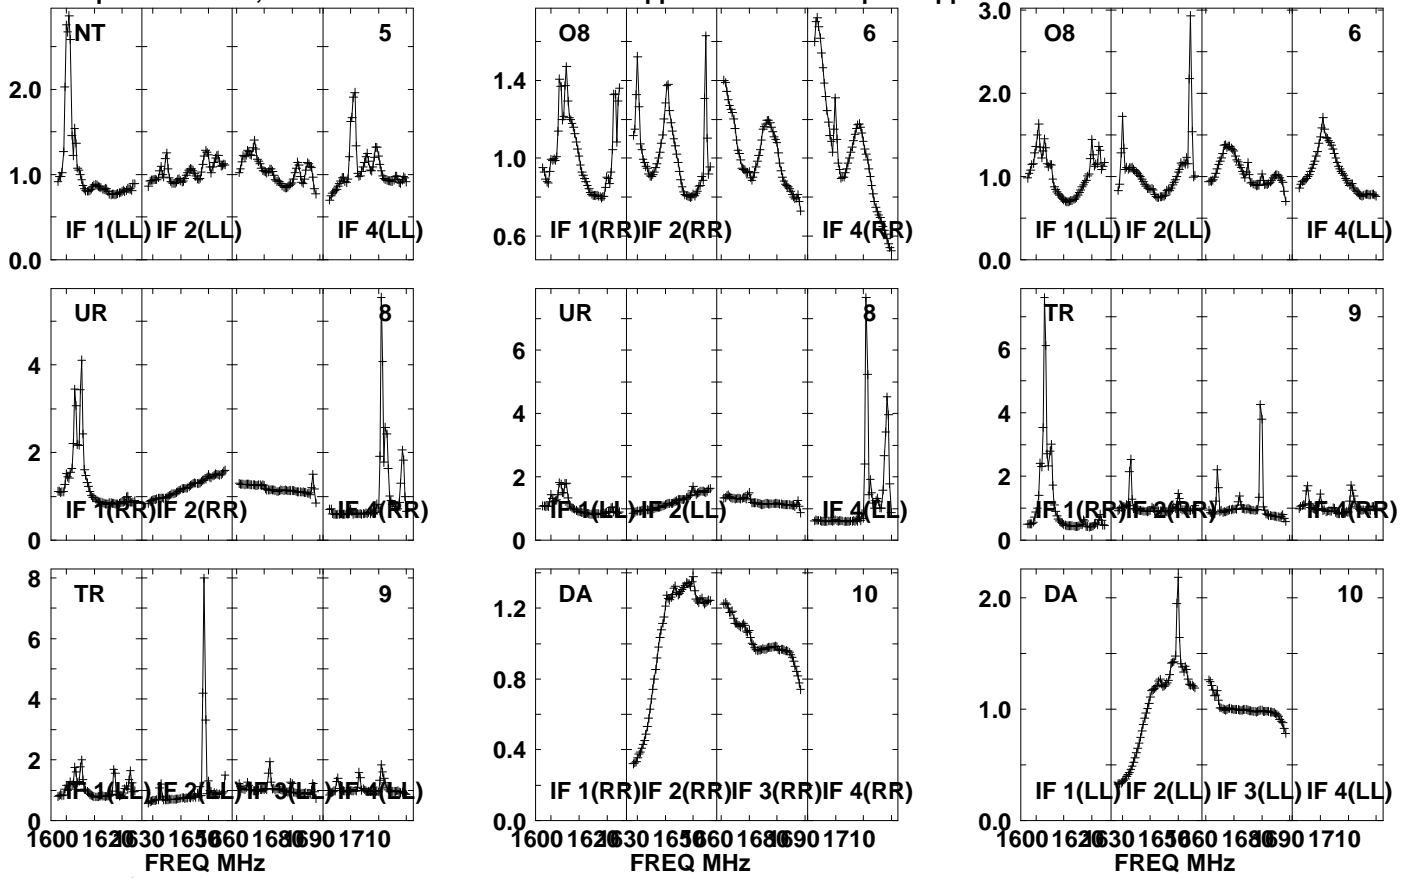 NT 5
2.0
1.0
0.0
IF 1(LL) IF 2(LL) IF 4(LL)
O8 6
1.4
1.0
0.6
IF 1(RR) IF 2(RR) IF 4(RR)
O8 6
3.0
2.0
1.0
0.0
IF 1(LL) IF 2(LL) IF 4(LL)
UR 8
4
2
0
IF 1(RR) IF 2(RR) IF 4(RR)
UR 8
6
4
2
0
IF 1(LL) IF 2(LL) IF 4(LL)
TR 9
6
4
2
0
IF 1(RR) IF 2(RR) IF 4(RR)
TR 9
8
6
4
2
0
IF 1(LL) IF 2(LL) IF 3(LL) IF 4(LL)
DA 10
1.2
0.8
0.4
0.0
IF 1(RR) IF 2(RR) IF 3(RR) IF 4(RR)
DA 10
2.0
1.0
0.0
IF 1(LL) IF 2(LL) IF 3(LL) IF 4(LL)
1600 1620 1630 1650 1660 1680 1690 1710
FREQ MHz
1600 1620 1630 1650 1660 1680 1690 1710
FREQ MHz
1600 1620 1630 1650 1660 1680 1690 1710
FREQ MHz